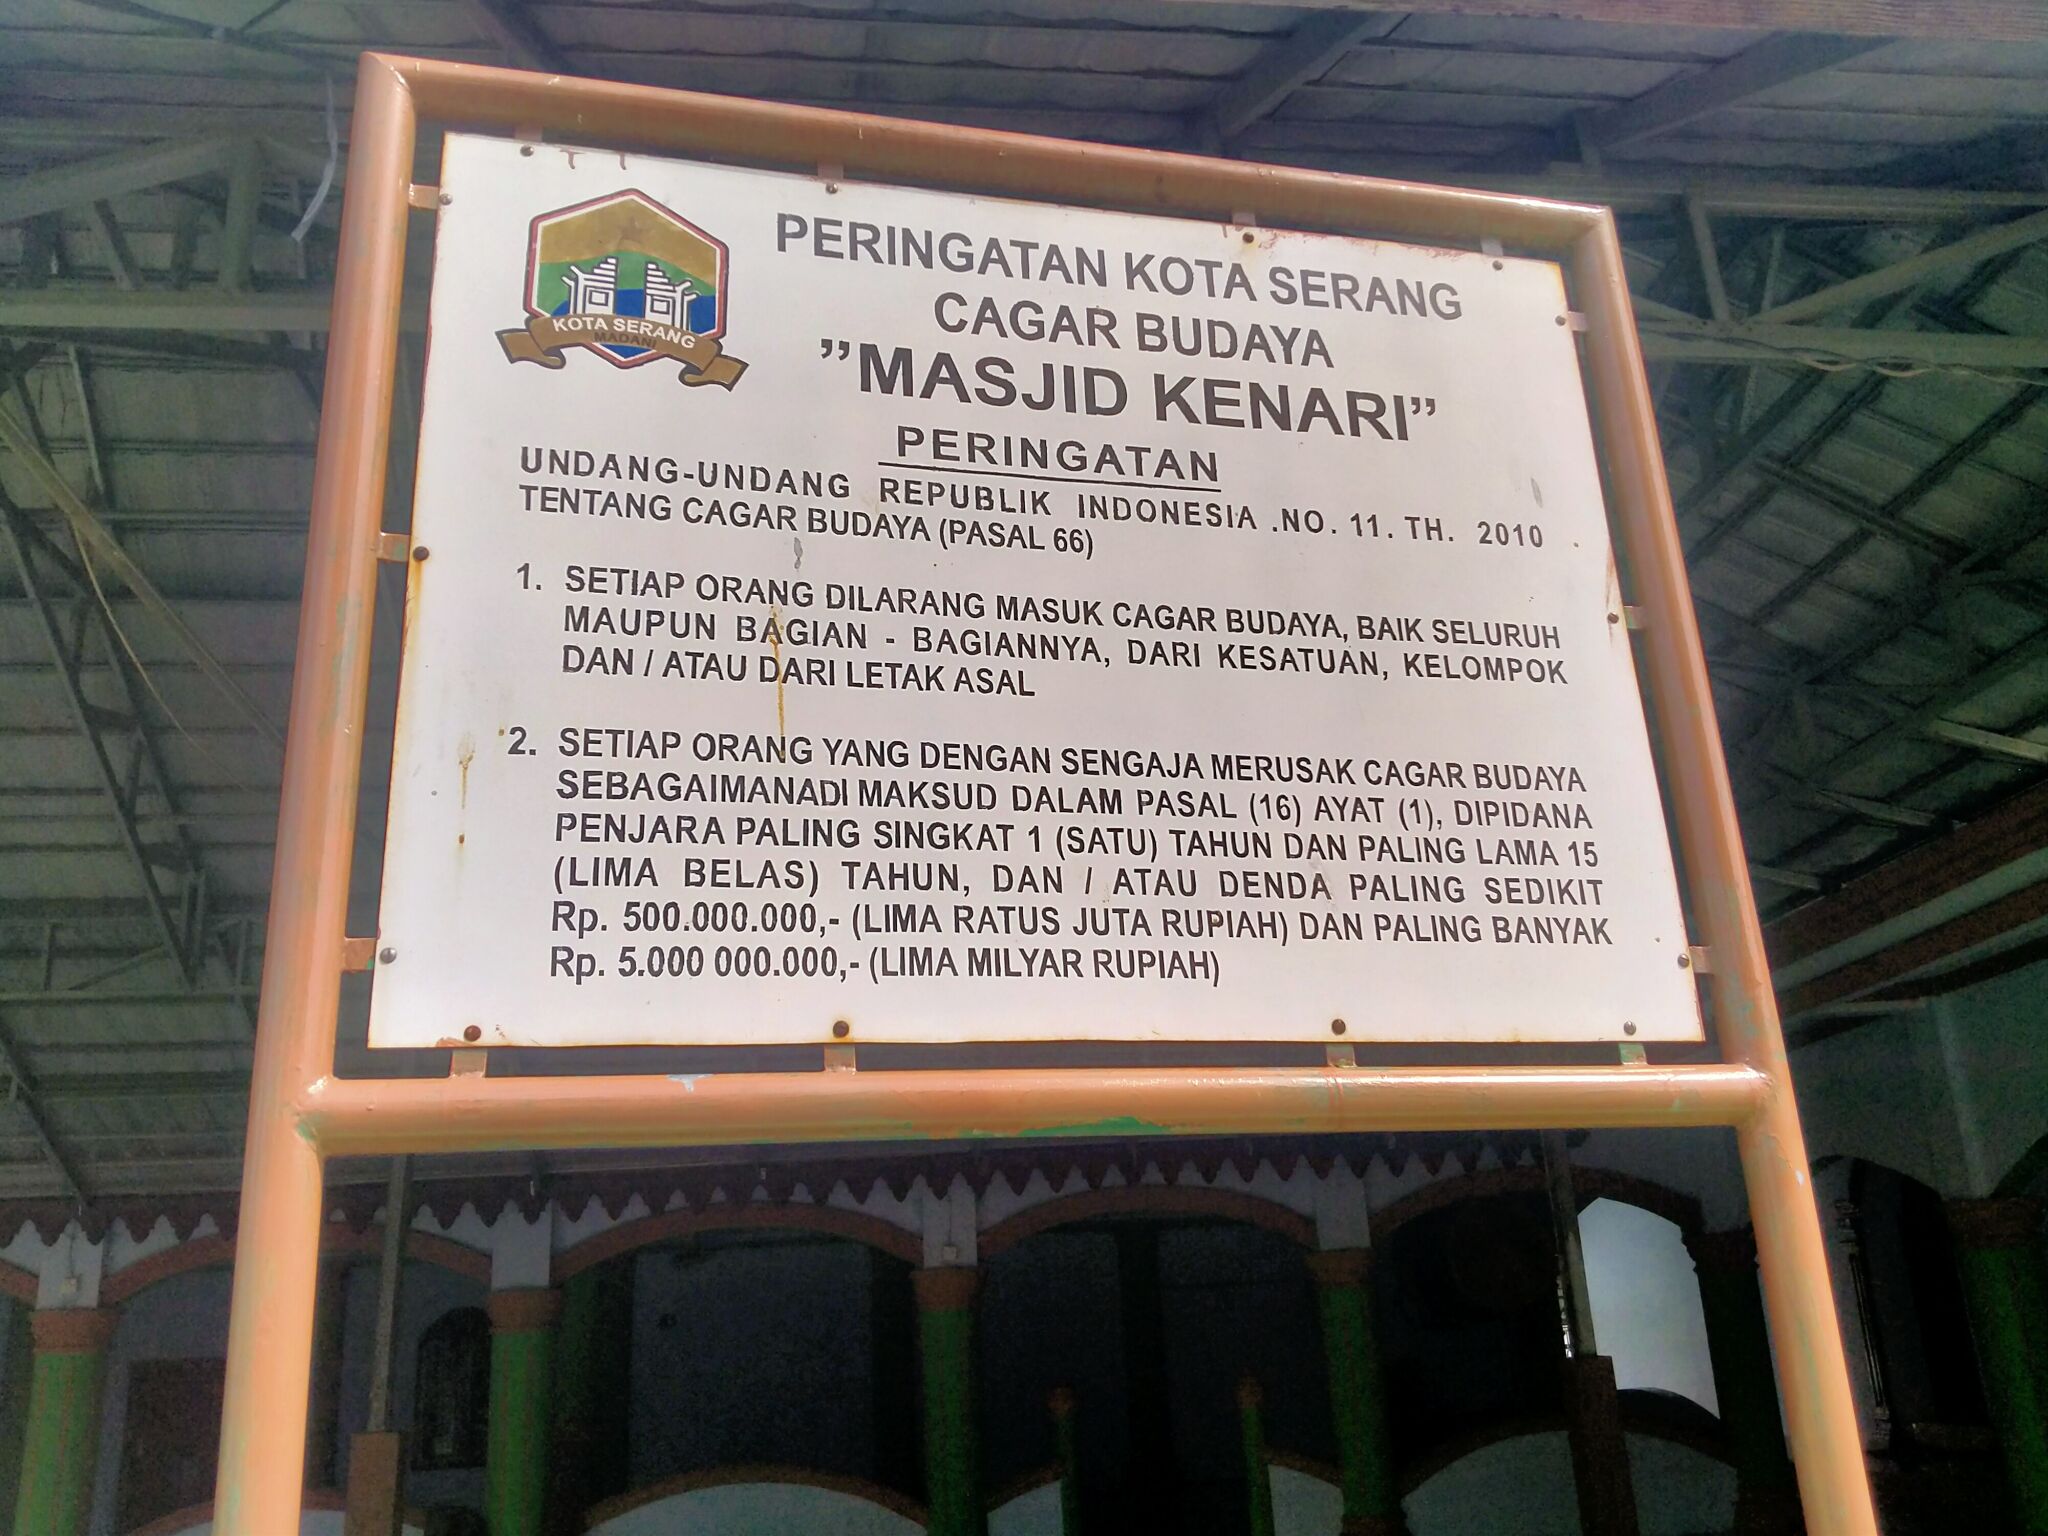 KOTA SERANG
MADANI
PERINGATAN KOTA SERANG
CAGAR BUDAYA
”MASJID KENARI”
PERINGATAN
UNDANG-UNDANG REPUBLIK INDONESIA .NO. 11. TH. 2010
TENTANG CAGAR BUDAYA (PASAL 66)
1. SETIAP ORANG DILARANG MASUK CAGAR BUDAYA, BAIK SELURUH
MAUPUN BAGIAN - BAGIANNYA, DARI KESATUAN, KELOMPOK
DAN / ATAU DARI LETAK ASAL
2. SETIAP ORANG YANG DENGAN SENGAJA MERUSAK CAGAR BUDAYA
SEBAGAIMANADI MAKSUD DALAM PASAL (16) AYAT (1), DIPIDANA
PENJARA PALING SINGKAT 1 (SATU) TAHUN DAN PALING LAMA 15
(LIMA BELAS) TAHUN, DAN / ATAU DENDA PALING SEDIKIT
Rp. 500.000.000,- (LIMA RATUS JUTA RUPIAH) DAN PALING BANYAK
Rp. 5.000 000.000,- (LIMA MILYAR RUPIAH)